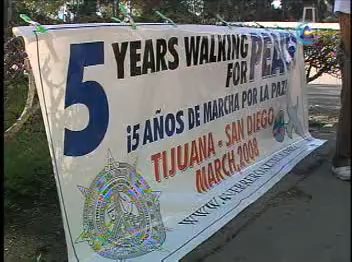 5 YEARS WALKING
FOR PEACE
¡5 AÑOS DE MARCHA POR LA PAZ!
TIJUANA - SAN DIEGO
MARCH. 2008